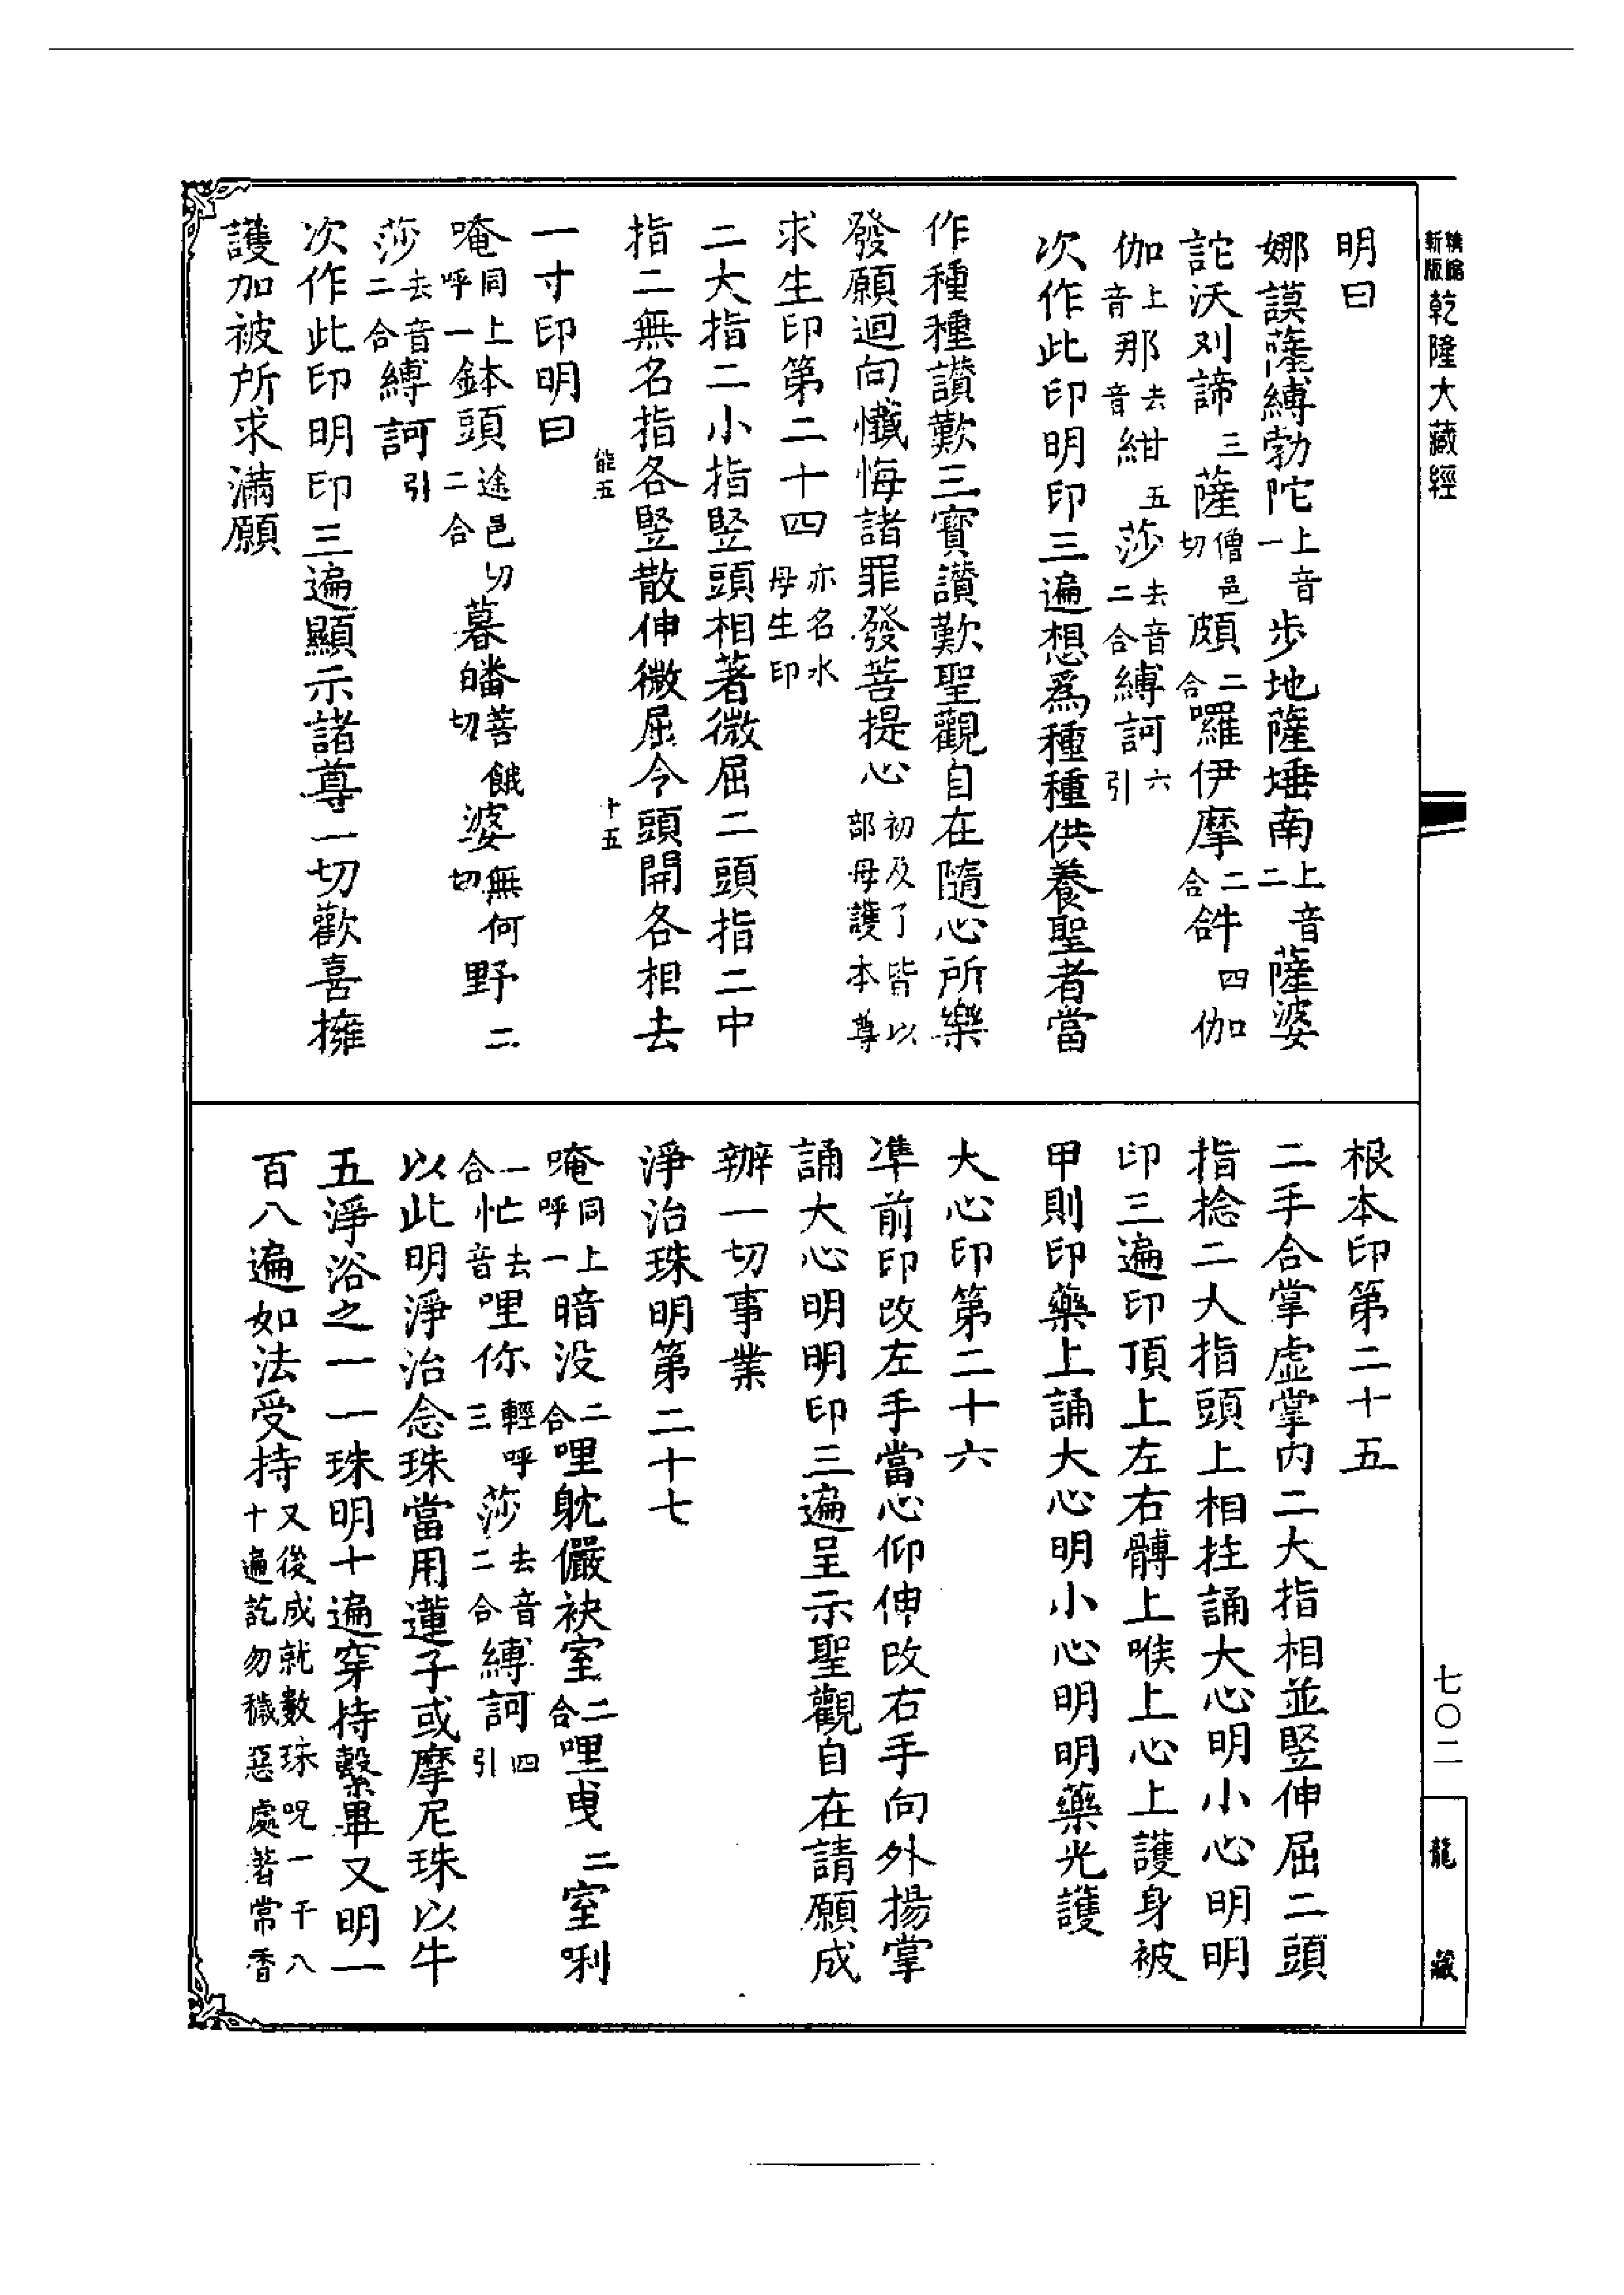 新版 乾隆大藏經
明曰
娜謨薩縛勃陀上音一步地薩埵南上音二薩婆
詑沃刈諦三薩僧邑切頗二合囉伊摩二合䭾四伽
伽上音那去音紺五莎去音二合縛訶六引
次作此印明印三遍想爲種種供養聖者當
作種種讃歎三寶讃歎聖觀自在隨心所樂
發願迴向懺悔諸罪發菩提心初及了皆以部母護本尊
求生印第二十四亦名水母生印
二大指二小指竪頭相著微屈二頭指二中
指二無名指各竪散伸微屈令頭開各相去
能五
十五
一寸印明曰
唵同上呼一鉢頭途邑切二合暮皤菩餓切婆無何切野二
莎去音二合縛訶引
次作此印明印三遍顯示諸尊一切歡喜擁
護加被所求滿願
根本印第二十五
二手合掌虛掌內二大指相並竪伸屈二頭
指捻二大指頭上相拄誦大心明小心明明
印三遍印頂上左右髆上喉上心上護身被
甲則印藥上誦大心明小心明明藥光護
大心印第二十六
凖前印改左手當心仰伸改右手向外揚掌
誦大心明明印三遍呈示聖觀自在請願成
辦一切事業
淨治珠明第二十七
唵同上呼一暗没二合哩躭儼袂室二合哩曳二室唎
一合忙去音哩你輕呼三莎去音二合縛訶四引
以此明淨治念珠當用蓮子或摩尼珠以牛
五淨浴之一一珠明十遍穿持繫畢又明一
百八遍如法受持又後成就數珠呪一千八十遍訖勿穢惡處著常香
七〇二
龍藏